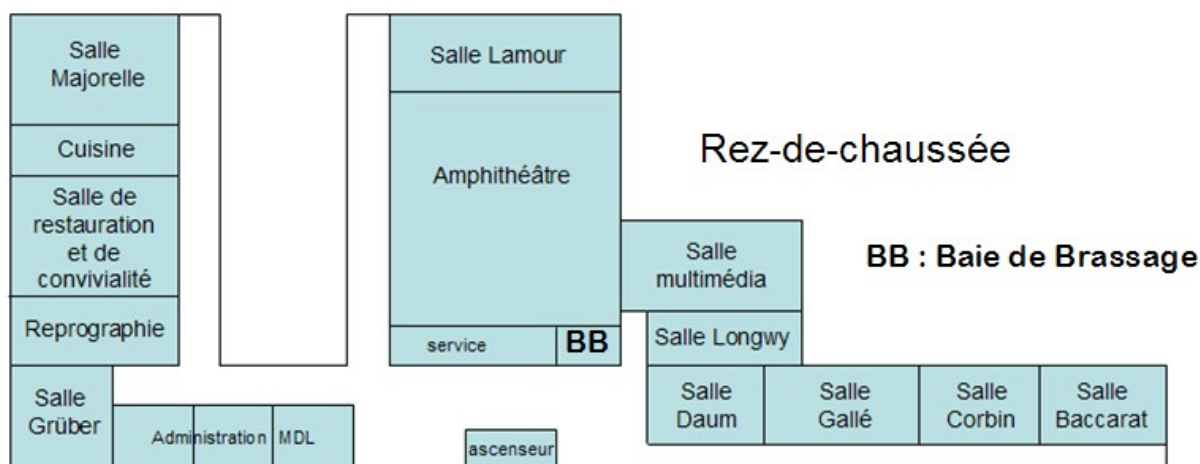 Salle
Majorelle
Cuisine
Salle de
restauration
et de
convivialité
Reprographie
Salle
Grüber
Administration
MDL
Salle Lamour
Amphithéâtre
service
BB
ascenseur
Rez-de-chaussée
BB : Baie de Brassage
Salle
multimédia
Salle Longwy
Salle
Daum
Salle
Gallé
Salle
Corbin
Salle
Baccarat